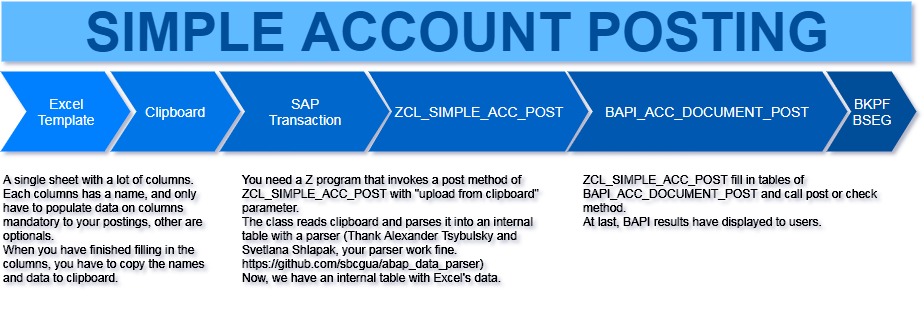 SIMPLE ACCOUNT POSTING
Excel
Template
Clipboard
SAP
Transaction
ZCL_SIMPLE_ACC_POST
BAPI_ACC_DOCUMENT_POST
BKPF
BSEG
A single sheet with a lot of columns.
Each columns has a name, and only
have to populate data on columns
mandatory to your postings, other are
optionals.
When you have finished filling in the
columns, you have to copy the names
and data to clipboard.
You need a Z program that invokes a post method of
ZCL_SIMPLE_ACC_POST with "upload from clipboard"
parameter.
The class reads clipboard and parses it into an internal
table with a parser (Thank Alexander Tsybulsky and
Svetlana Shlapak, your parser work fine.
https://github.com/sbcgua/abap_data_parser)
Now, we have an internal table with Excel's data.
ZCL_SIMPLE_ACC_POST fill in tables of
BAPI_ACC_DOCUMENT_POST and call post or check
method.
At last, BAPI results have displayed to users.